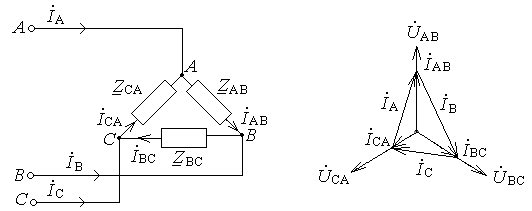 A İA
A
ZCA ZAB
İCA İAB
C İBC B
ZBC
B İB
C İC
U̇AB
İAB
İA İB
İCA İBC
İC
U̇CA U̇BC